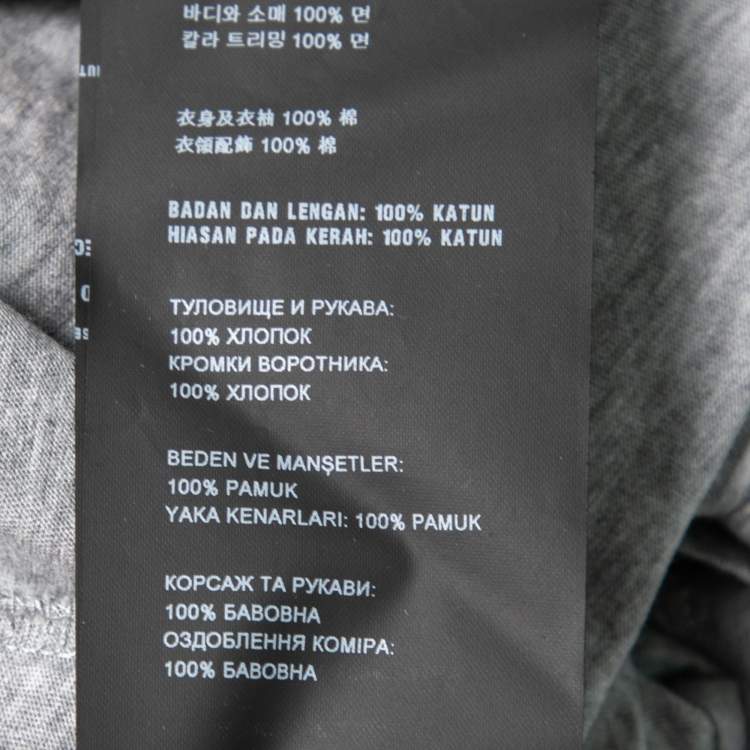 바디와 소매 100% 면
칼라 트리밍 100% 면
衣身及衣袖 100% 棉
衣領配飾 100% 棉
BADAN DAN LENGAN: 100% KATUN
HIASAN PADA KERAH: 100% KATUN
ТУЛОВИЩЕ И РУКАВА:
100% ХЛОПОК
КРОМКИ ВОРОТНИКА:
100% ХЛОПОК
BEDEN VE MANŞETLER:
100% PAMUK
YAKA KENARLARI: 100% PAMUK
КОРСАЖ ТА РУКАВИ:
100% БАВОВНА
ОЗДОБЛЕННЯ КОМІРА:
100% БАВОВНА